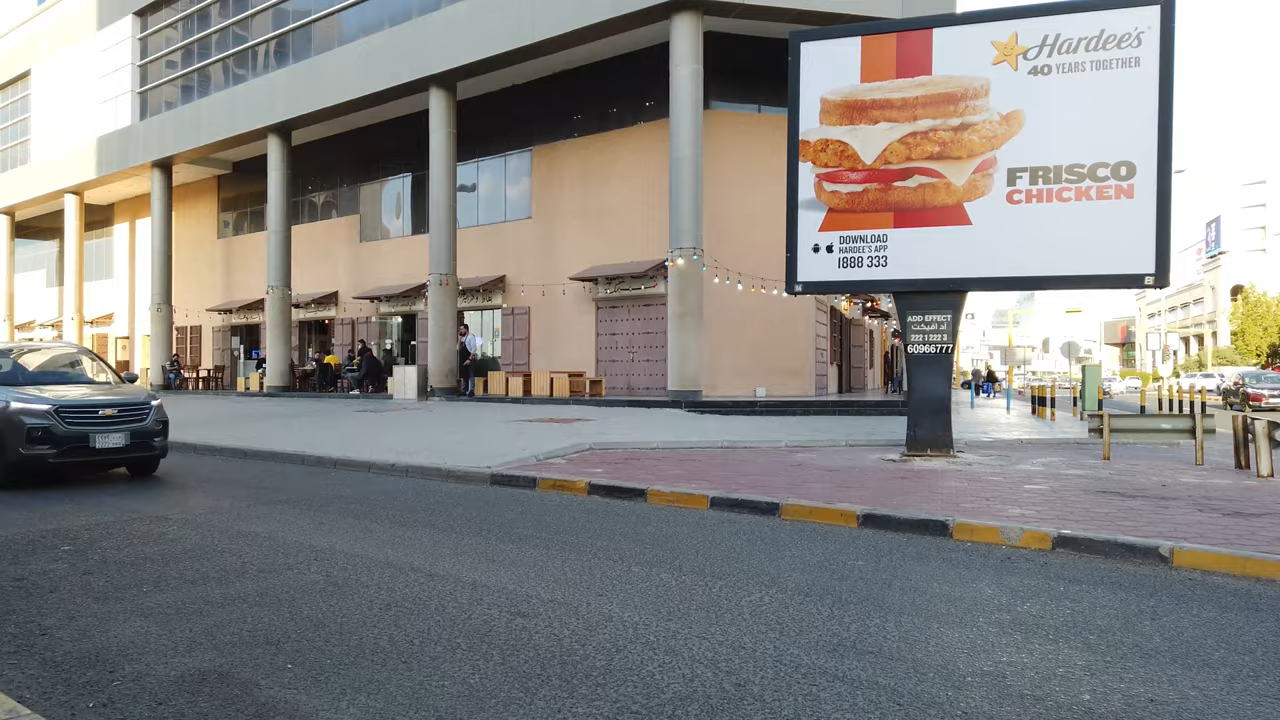 Hardee's
40 YEARS TOGETHER
FRISCO
CHICKEN
DOWNLOAD
HARDEE'S APP
1888 333
ADD EFFECT
اد افيكت
222 1 222 3
60966777